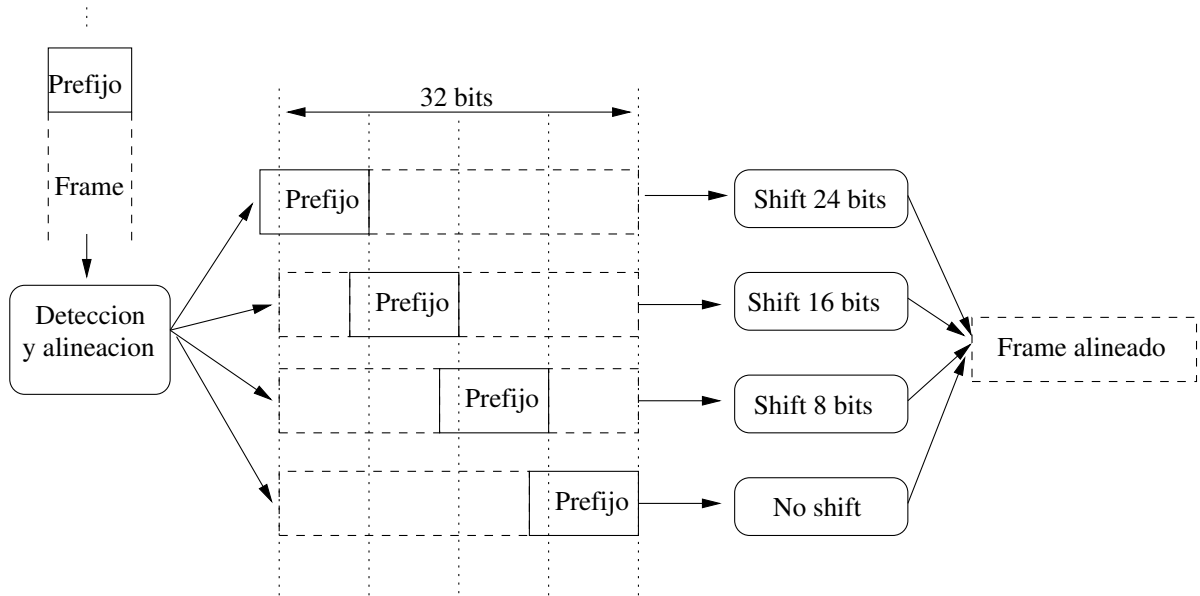 Prefijo
Frame
Deteccion
y alineacion
32 bits
Prefijo
Shift 24 bits
Prefijo
Shift 16 bits
Prefijo
Shift 8 bits
Prefijo
No shift
Frame alineado